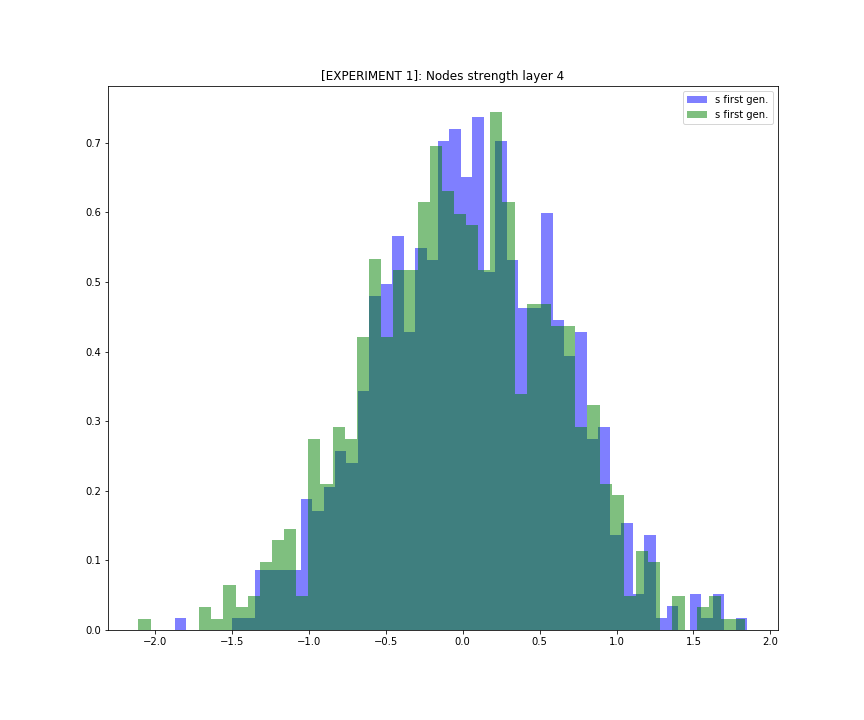 [EXPERIMENT 1]: Nodes strength layer 4
s first gen.
s first gen.
0.7
0.6
0.5
0.4
0.3
0.2
0.1
0.0
−2.0 −1.5 −1.0 −0.5 0.0 0.5 1.0 1.5 2.0